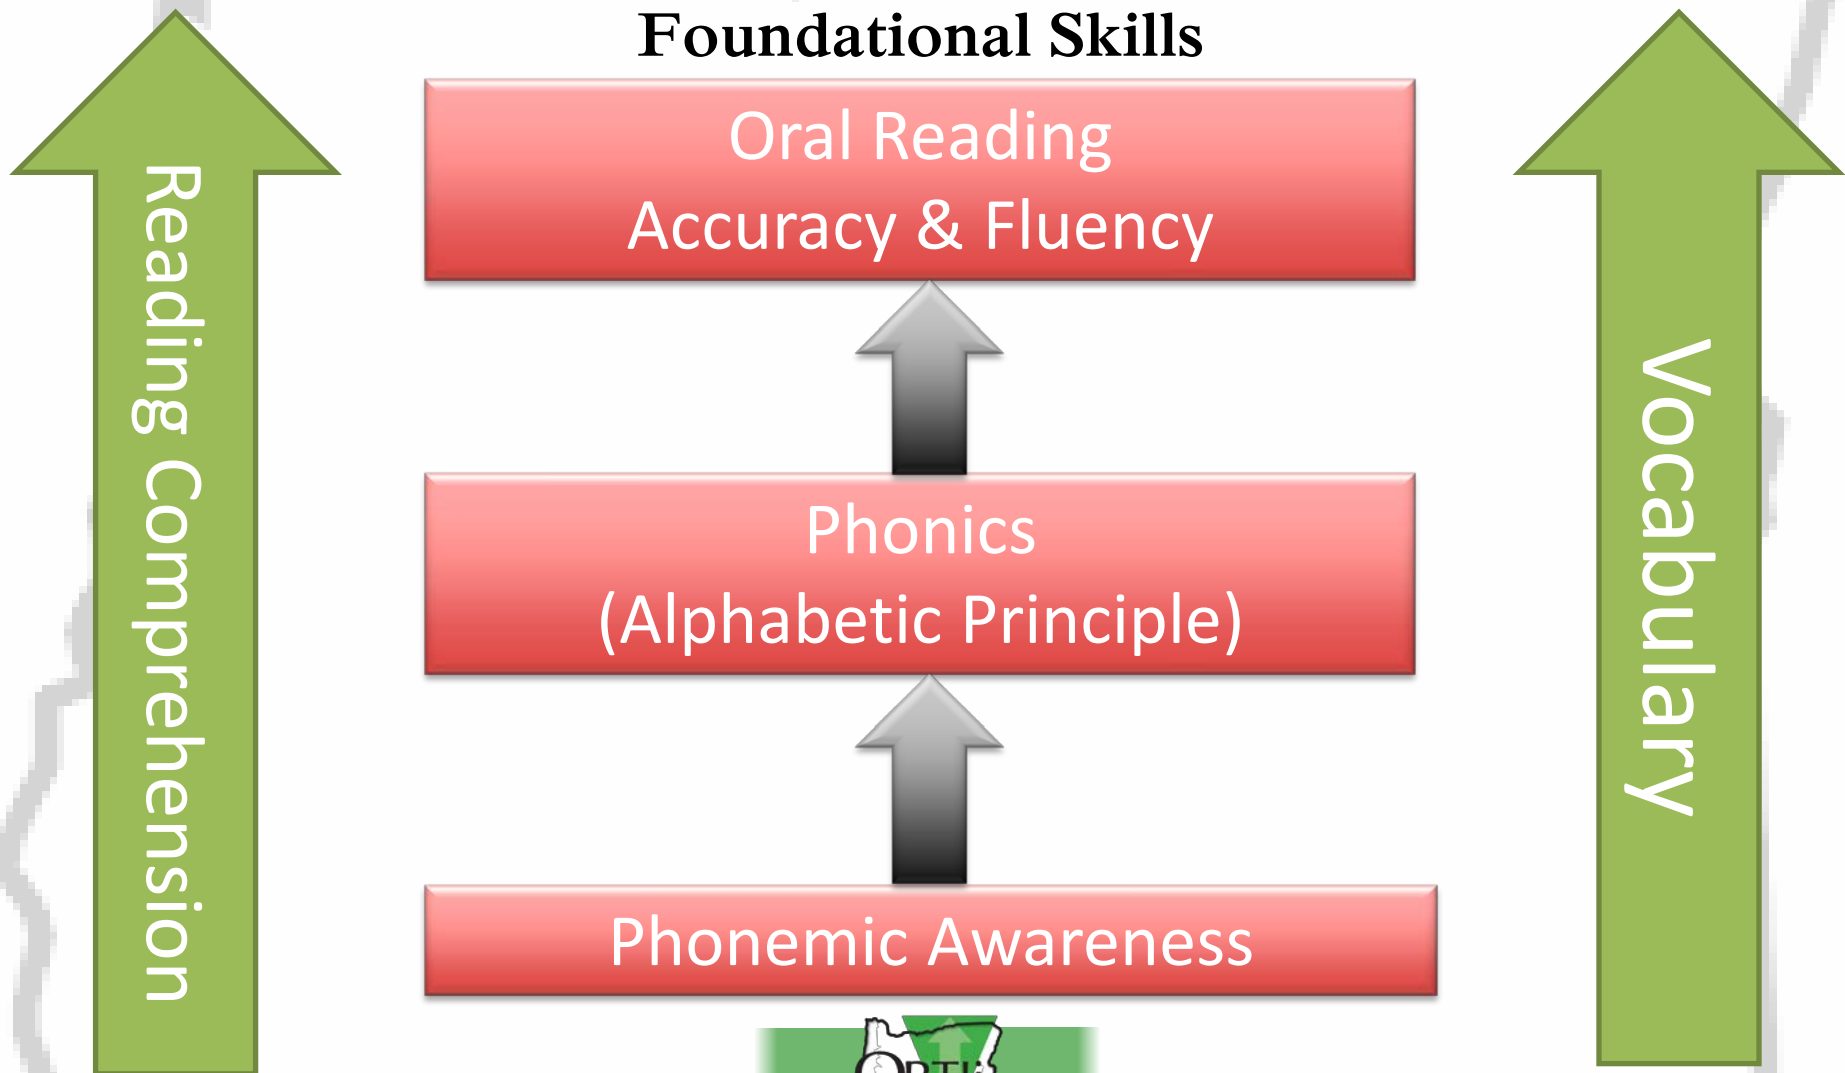 Foundational Skills
Oral Reading
Accuracy & Fluency
Phonics
(Alphabetic Principle)
Phonemic Awareness
Reading Comprehension
Vocabulary